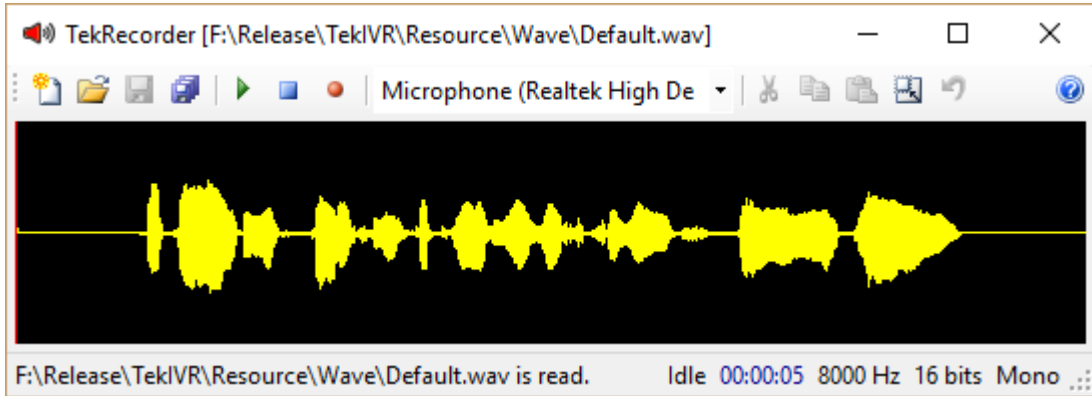 TekRecorder [F:\Release\TekIVR\Resource\Wave\Default.wav]
Microphone (Realtek High De
F:\Release\TekIVR\Resource\Wave\Default.wav is read. Idle 00:00:05 8000 Hz 16 bits Mono